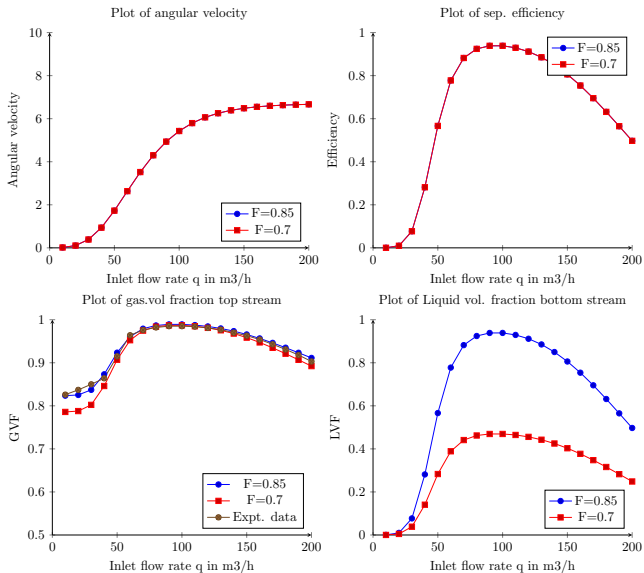 Plot of angular velocity
Angular velocity
10
8
6
4
2
0
0 50 100 150 200
Inlet flow rate q in m3/h
F=0.85
F=0.7
Plot of sep. efficiency
Efficiency
1
0.8
0.6
0.4
0.2
0
0 50 100 150 200
Inlet flow rate q in m3/h
F=0.85
F=0.7
Plot of gas.vol fraction top stream
GVF
1
0.9
0.8
0.7
0.6
0.5
0 50 100 150 200
Inlet flow rate q in m3/h
F=0.85
F=0.7
Expt. data
Plot of Liquid vol. fraction bottom stream
LVF
1
0.8
0.6
0.4
0.2
0
0 50 100 150 200
Inlet flow rate q in m3/h
F=0.85
F=0.7